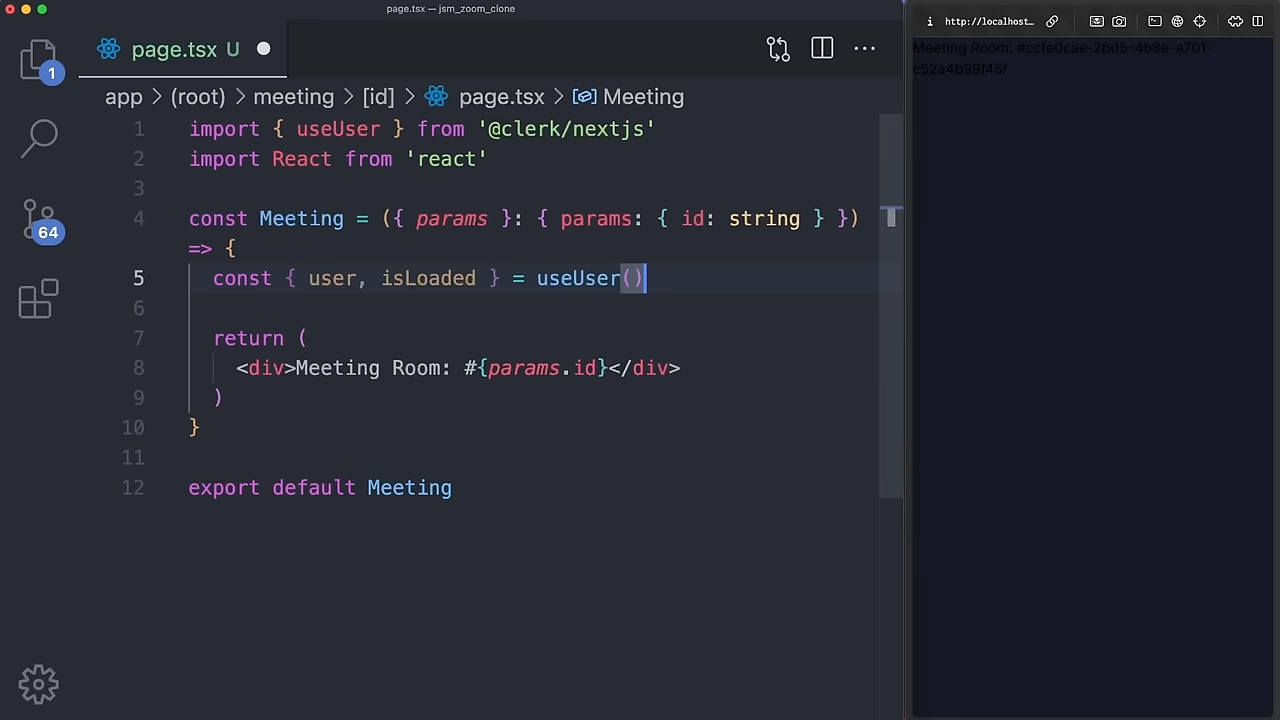 page.tsx — jsm_zoom_clone
page.tsx U
1
app > (root) > meeting > [id] > page.tsx > Meeting
64
1 import { useUser } from '@clerk/nextjs'
2 import React from 'react'
3
4 const Meeting = ({ params }: { params: { id: string } })
=> {
5 const { user, isLoaded } = useUser()
6
7 return (
8 <div>Meeting Room: #{params.id}</div>
9 )
10 }
11
12 export default Meeting
http://localhost...
Meeting Room: #ccfe0cae-2bd5-4b8e-a701-
c52a4b99f45f